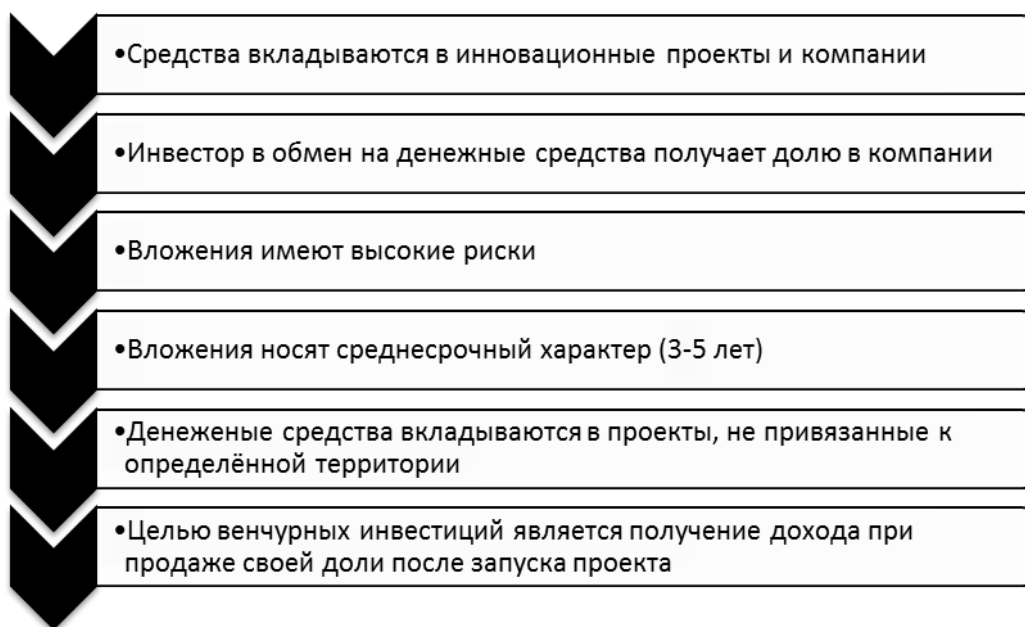 •Средства вкладываются в инновационные проекты и компании
•Инвестор в обмен на денежные средства получает долю в компании
•Вложения имеют высокие риски
•Вложения носят среднесрочный характер (3-5 лет)
•Денеженые средства вкладываются в проекты, не привязанные к
определённой территории
•Целью венчурных инвестиций является получение дохода при
продаже своей доли после запуска проекта